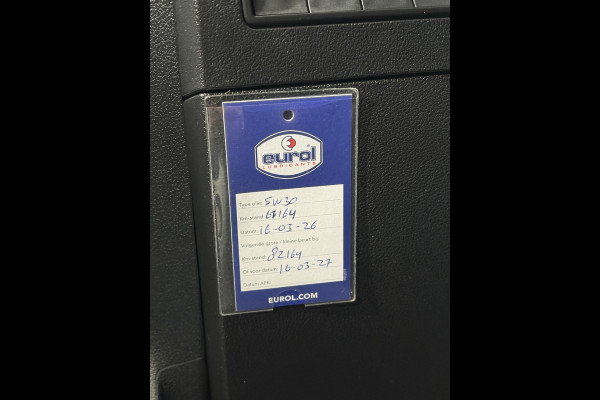 eurol
LUBRICANTS
Type olie: 5W30
Km-stand: 67164
Datum: 16-03-26
Volgende grote / kleine beurt bij:
Km-stand: 82164
Of voor datum: 16-03-27
Datum APK:
EUROL.COM